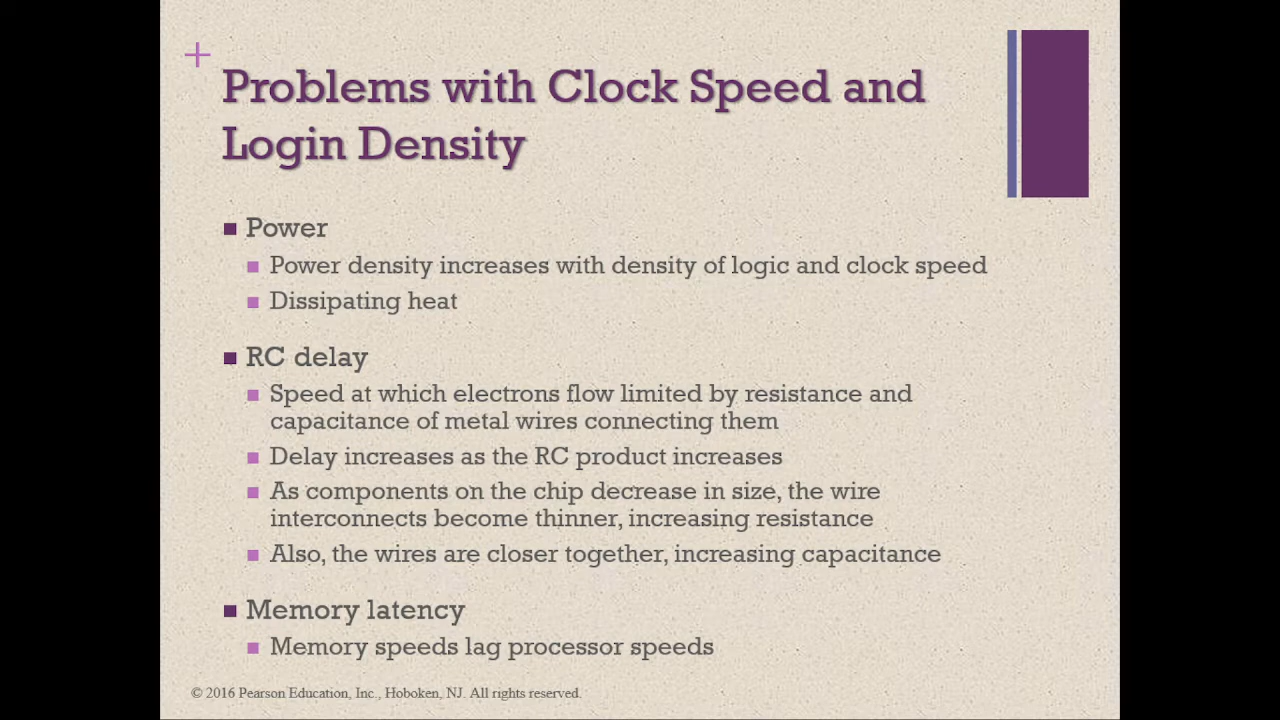 Problems with Clock Speed and
Login Density
Power
Power density increases with density of logic and clock speed
Dissipating heat
RC delay
Speed at which electrons flow limited by resistance and
capacitance of metal wires connecting them
Delay increases as the RC product increases
As components on the chip decrease in size, the wire
interconnects become thinner, increasing resistance
Also, the wires are closer together, increasing capacitance
Memory latency
Memory speeds lag processor speeds
© 2016 Pearson Education, Inc., Hoboken, NJ. All rights reserved.